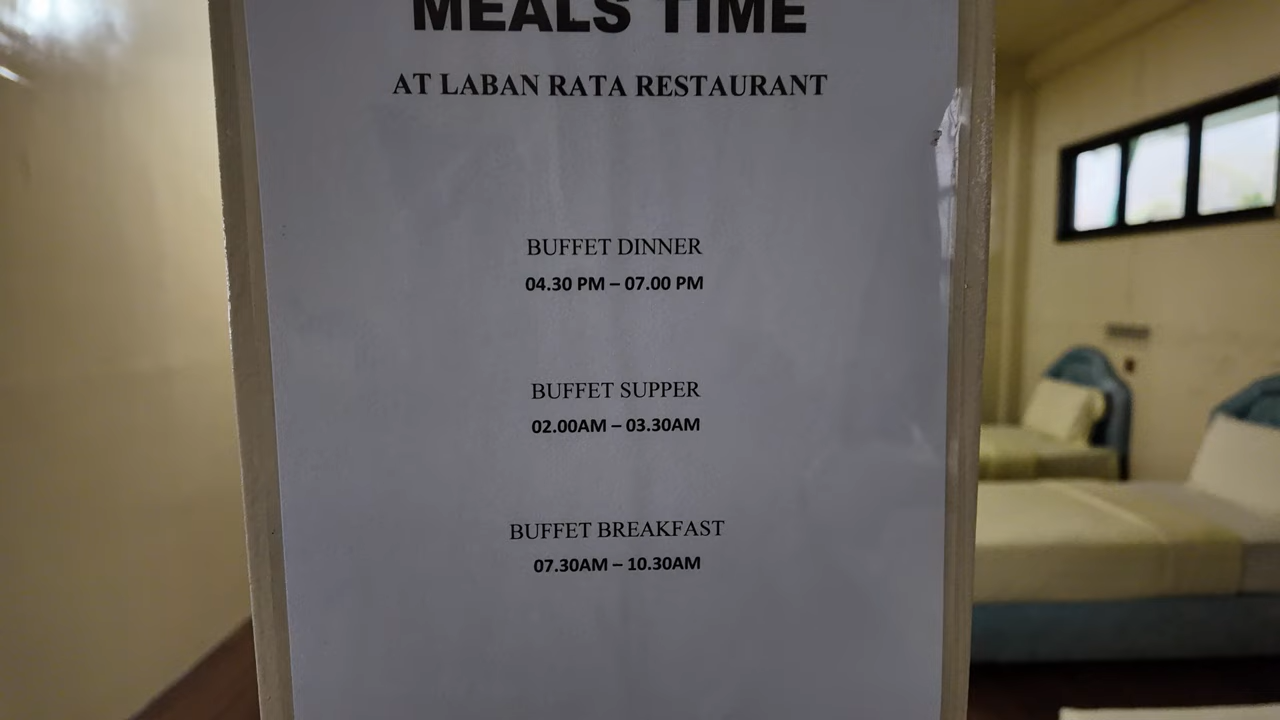 MEALS TIME
AT LABAN RATA RESTAURANT
BUFFET DINNER
04.30 PM – 07.00 PM
BUFFET SUPPER
02.00AM – 03.30AM
BUFFET BREAKFAST
07.30AM – 10.30AM